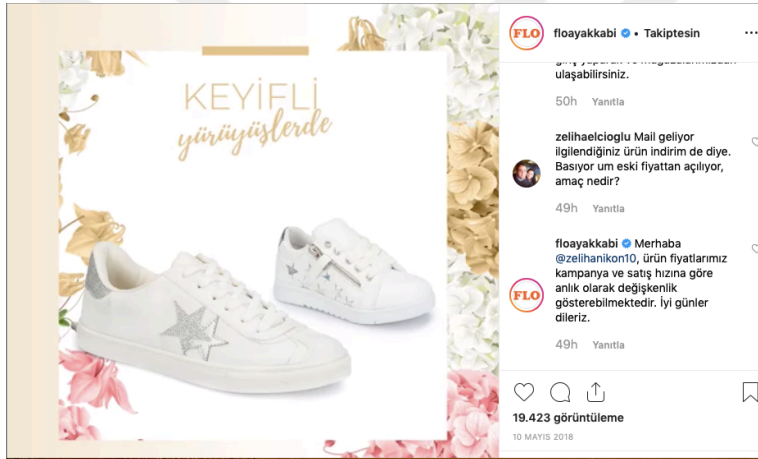 KEYİFLİ
yürüyüşlerde
FLO
floayakkabi • Takiptesin
ulaşabilirsiniz.
50h Yanıtla
zelihaelcioglu Mail geliyor
ilgilendiğiniz ürün indirim de diye.
Basıyor um eski fiyattan açılıyor,
amaç nedir?
49h Yanıtla
floayakkabi Merhaba
@zelihanikon10, ürün fiyatlarımız
kampanya ve satış hızına göre
FLO
anlık olarak değişkenlik
gösterebilmektedir. İyi günler
dileriz.
49h Yanıtla
19.423 görüntüleme
10 MAYIS 2018